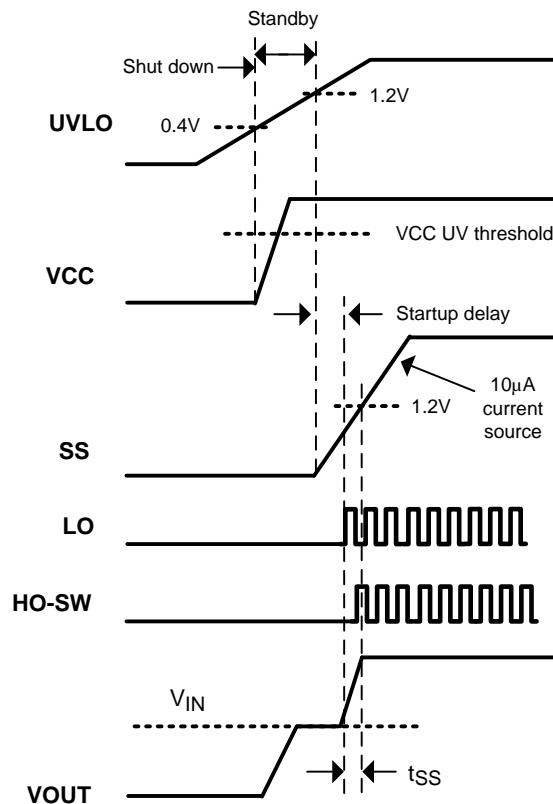 Standby
Shut down
1.2V
UVLO
0.4V
VCC UV threshold
VCC
Startup delay
10μA
current
source
1.2V
SS
LO
HO-SW
VIN
tSS
VOUT